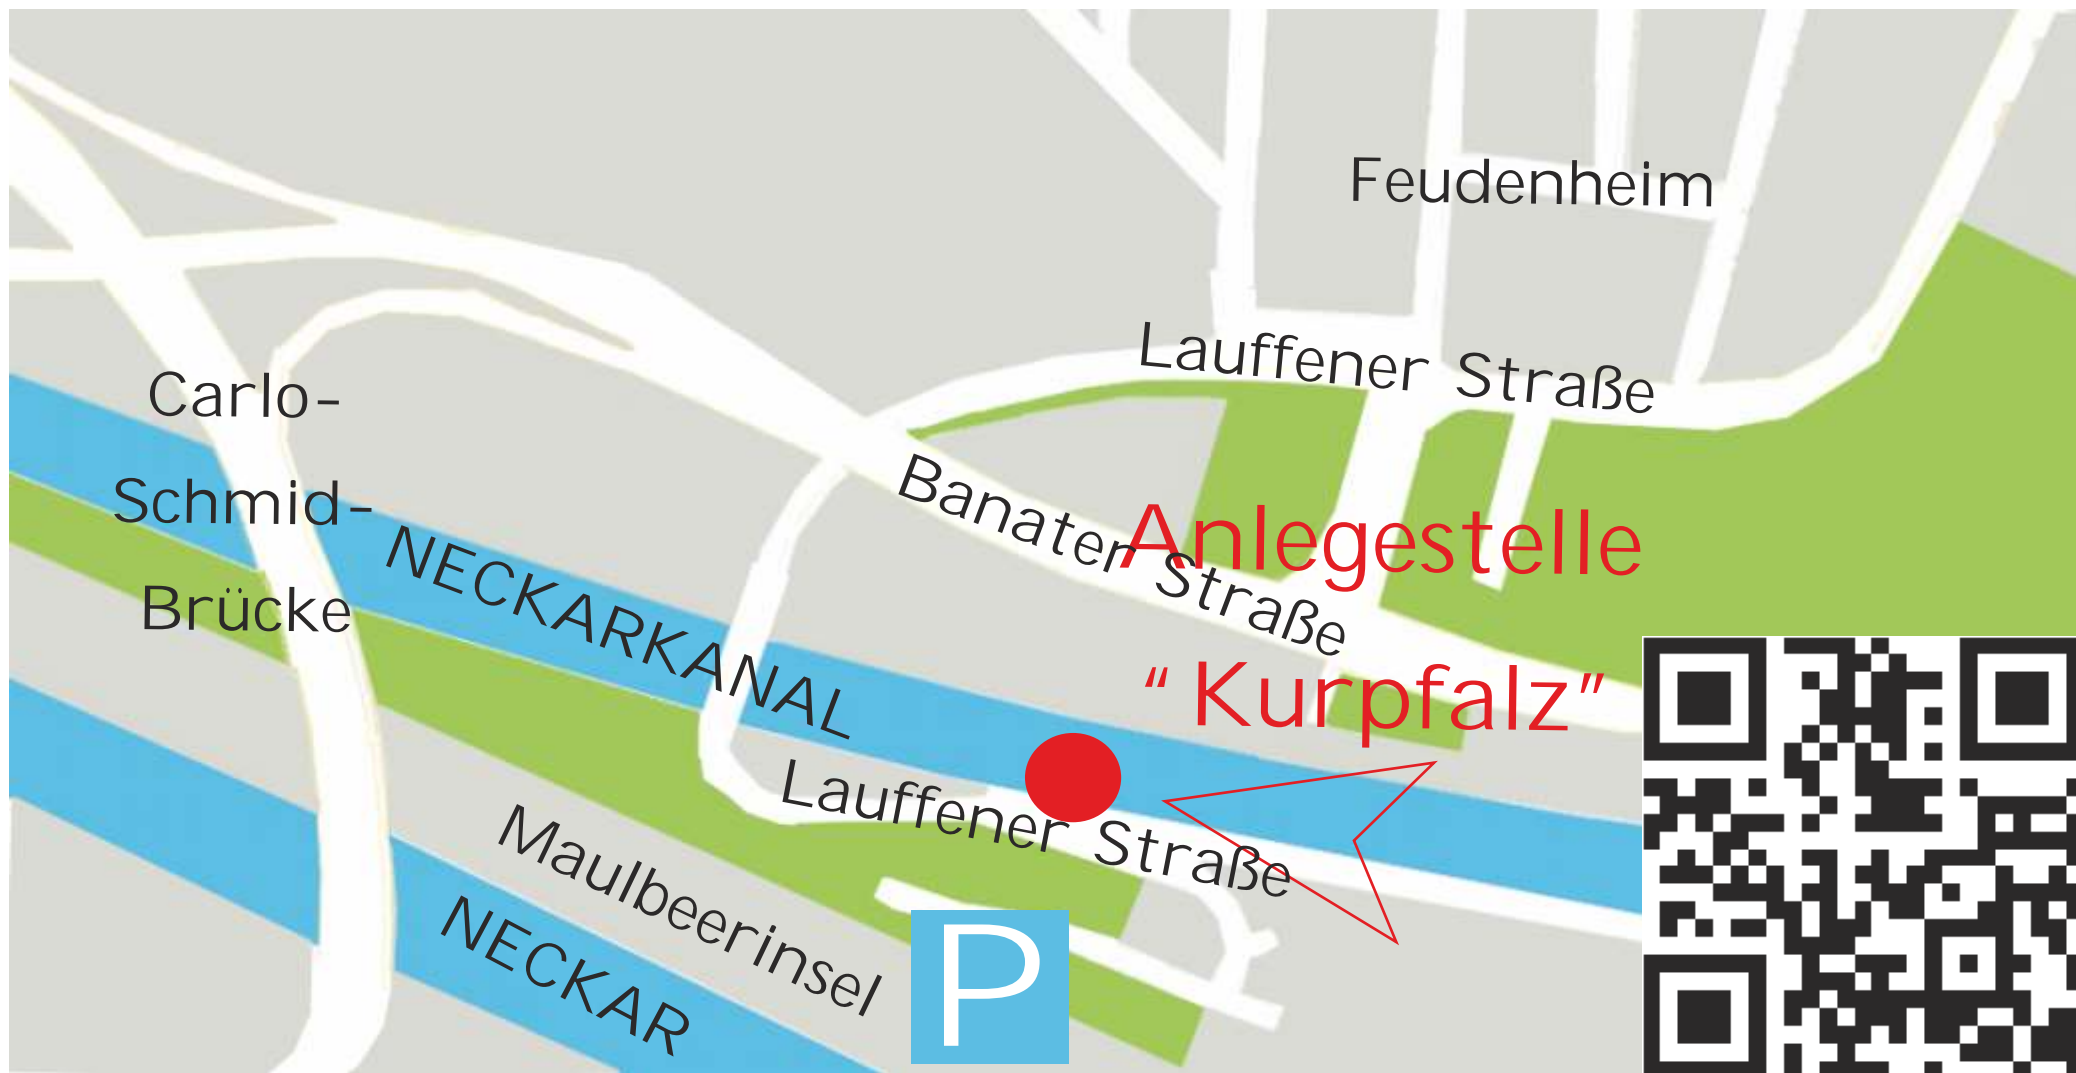 Feudenheim
Lauffener Straße
Carlo-
Schmid-
Brücke
Banater Straße
Anlegestelle
“Kurpfalz”
NECKARKANAL
Lauffener Straße
Maulbeerinsel
NECKAR
P